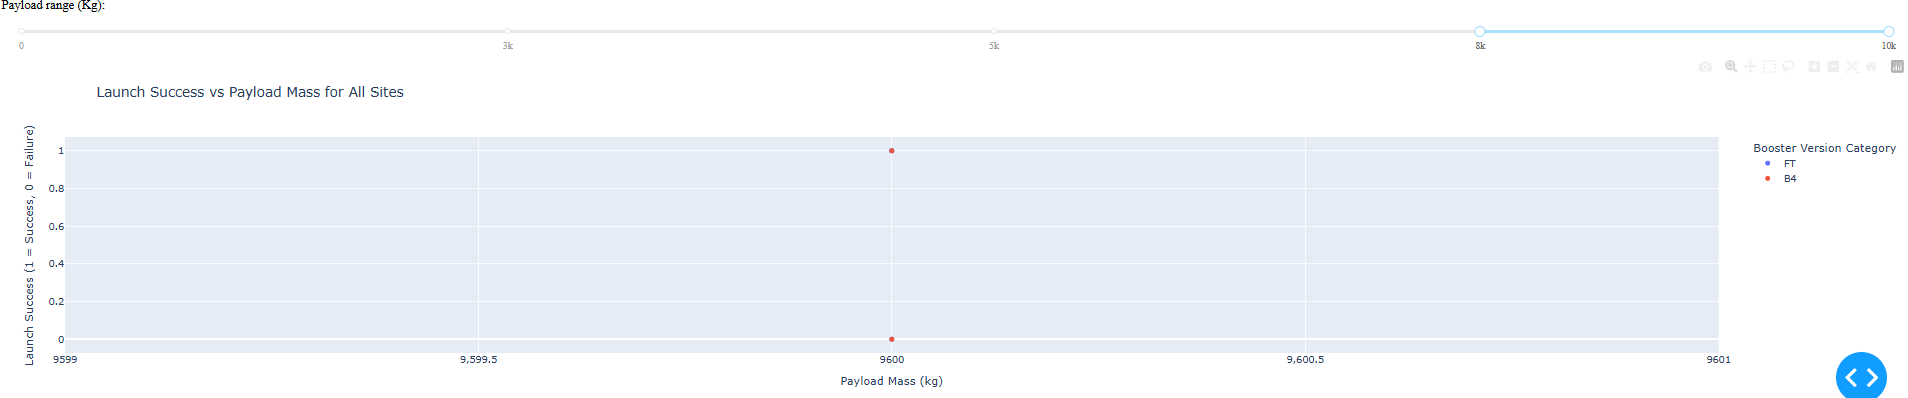 Payload range (Kg):
0 3k 5k 8k 10k
Launch Success vs Payload Mass for All Sites
Launch Success (1 = Success, 0 = Failure)
1
0.8
0.6
0.4
0.2
0
9599 9,599.5 9600 9,600.5 9601
Payload Mass (kg)
Booster Version Category
FT
B4